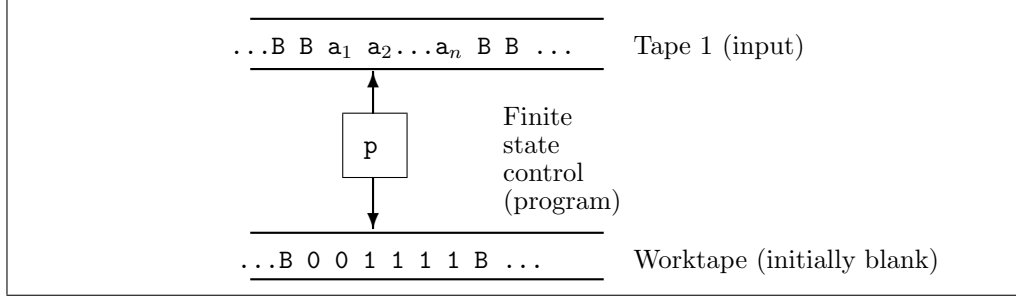 ...B B a₁ a₂...aₙ B B ... Tape 1 (input)
p
Finite
state
control
(program)
...B 0 0 1 1 1 1 B ... Worktape (initially blank)